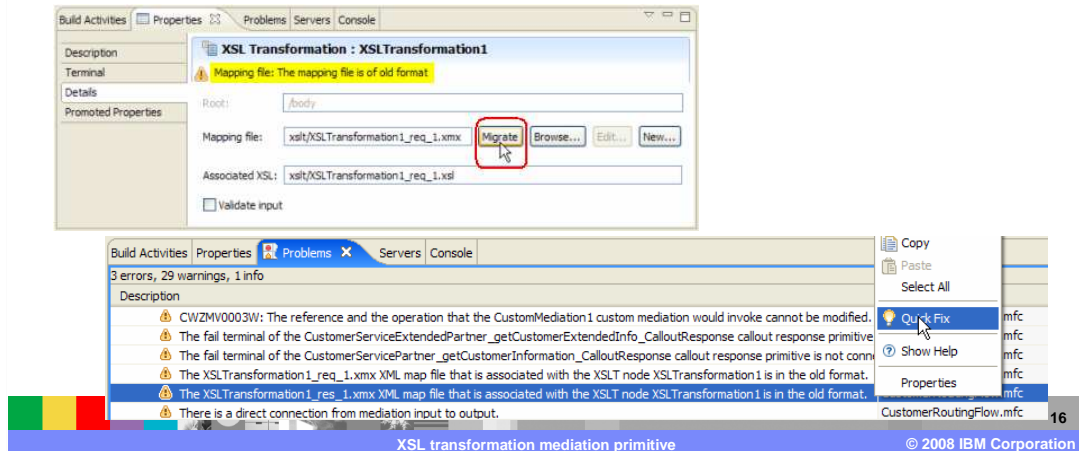 Build Activities Properties Problems Servers Console
XSL Transformation : XSLTransformation1
Mapping file: The mapping file is of old format
Description
Terminal
Details
Promoted Properties
Root: /body
Mapping file: xslt/XSLTransformation1_req_1.xmx Migrate Browse... Edit... New...
Associated XSL: xslt/XSLTransformation1_req_1.xsl
Validate input
Build Activities Properties Problems Servers Console
3 errors, 29 warnings, 1 info
Description
CWZMV0003W: The reference and the operation that the CustomMediation1 custom mediation would invoke cannot be modified. mfc
The fail terminal of the CustomerServiceExtendedPartner_getCustomerExtendedInfo_CalloutResponse callout response primitive mfc
The fail terminal of the CustomerServicePartner_getCustomerInformation_CalloutResponse callout response primitive is not conn mfc
The XSLTransformation1_req_1.xmx XML map file that is associated with the XSLT node XSLTransformation1 is in the old format. mfc
The XSLTransformation1_res_1.xmx XML map file that is associated with the XSLT node XSLTransformation1 is in the old format.
There is a direct connection from mediation input to output. CustomerRoutingFlow.mfc
Copy
Paste
Select All
Quick Fix
Show Help
Properties
16
XSL transformation mediation primitive
© 2008 IBM Corporation